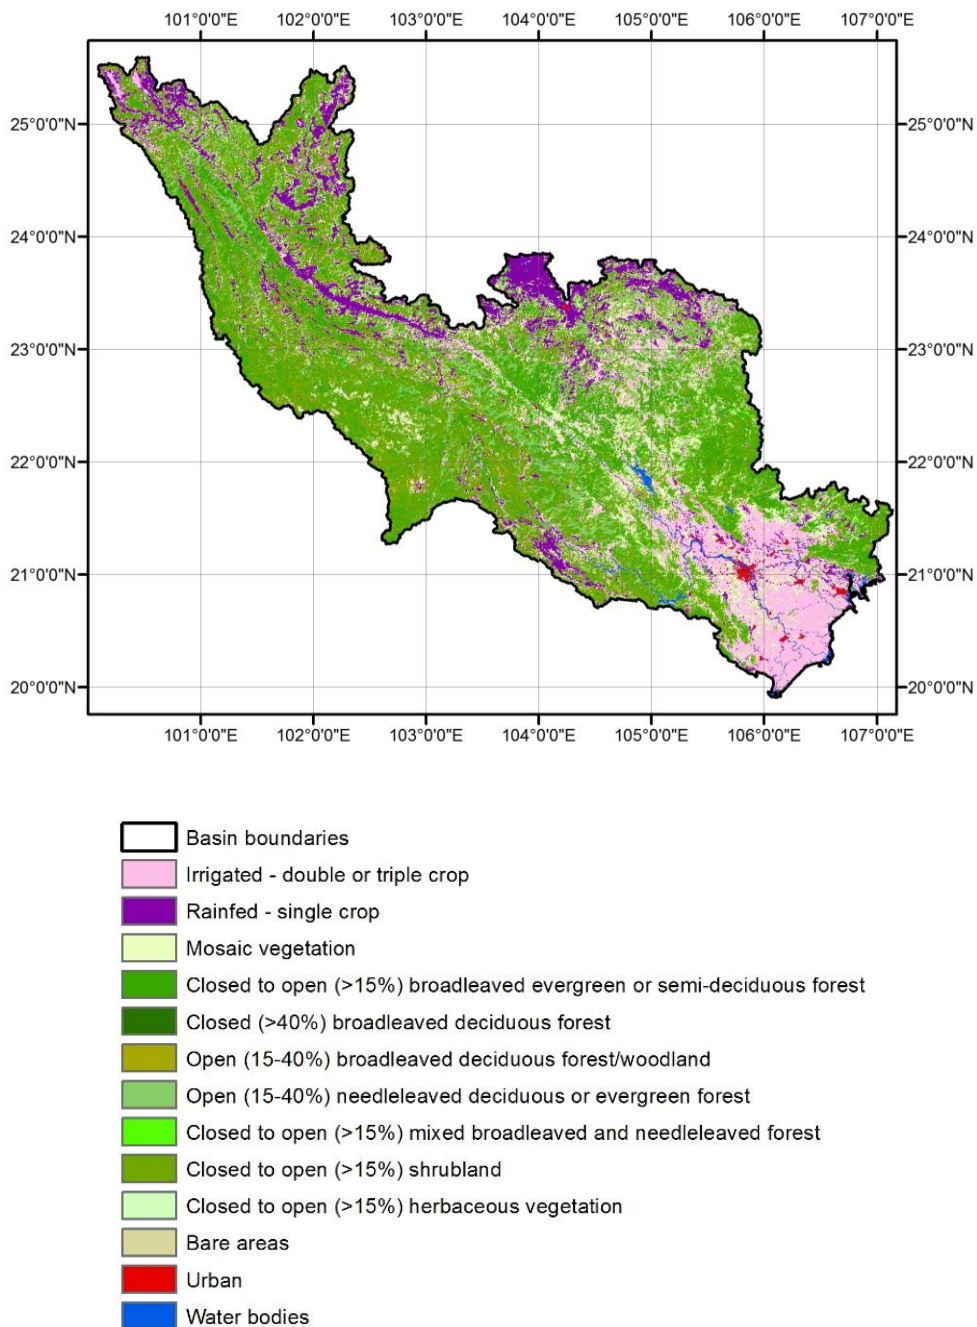 101°0'0"E 102°0'0"E 103°0'0"E 104°0'0"E 105°0'0"E 106°0'0"E 107°0'0"E
25°0'0"N 25°0'0"N
24°0'0"N 24°0'0"N
23°0'0"N 23°0'0"N
22°0'0"N 22°0'0"N
21°0'0"N 21°0'0"N
20°0'0"N 20°0'0"N
101°0'0"E 102°0'0"E 103°0'0"E 104°0'0"E 105°0'0"E 106°0'0"E 107°0'0"E
Basin boundaries
Irrigated - double or triple crop
Rainfed - single crop
Mosaic vegetation
Closed to open (>15%) broadleaved evergreen or semi-deciduous forest
Closed (>40%) broadleaved deciduous forest
Open (15-40%) broadleaved deciduous forest/woodland
Open (15-40%) needleleaved deciduous or evergreen forest
Closed to open (>15%) mixed broadleaved and needleleaved forest
Closed to open (>15%) shrubland
Closed to open (>15%) herbaceous vegetation
Bare areas
Urban
Water bodies